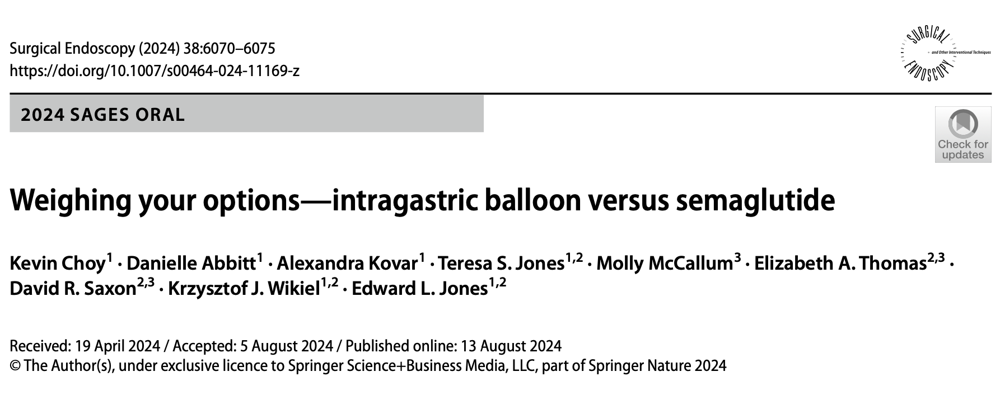 Surgical Endoscopy (2024) 38:6070–6075
https://doi.org/10.1007/s00464-024-11169-z
SURGICAL
and Other Interventional Techniques
ENDOSCOPY
2024 SAGES ORAL
Check for
updates
Weighing your options—intragastric balloon versus semaglutide
Kevin Choy1 · Danielle Abbitt1 · Alexandra Kovar1 · Teresa S. Jones1,2 · Molly McCallum3 · Elizabeth A. Thomas2,3 ·
David R. Saxon2,3 · Krzysztof J. Wikiel1,2 · Edward L. Jones1,2
Received: 19 April 2024 / Accepted: 5 August 2024 / Published online: 13 August 2024
© The Author(s), under exclusive licence to Springer Science+Business Media, LLC, part of Springer Nature 2024